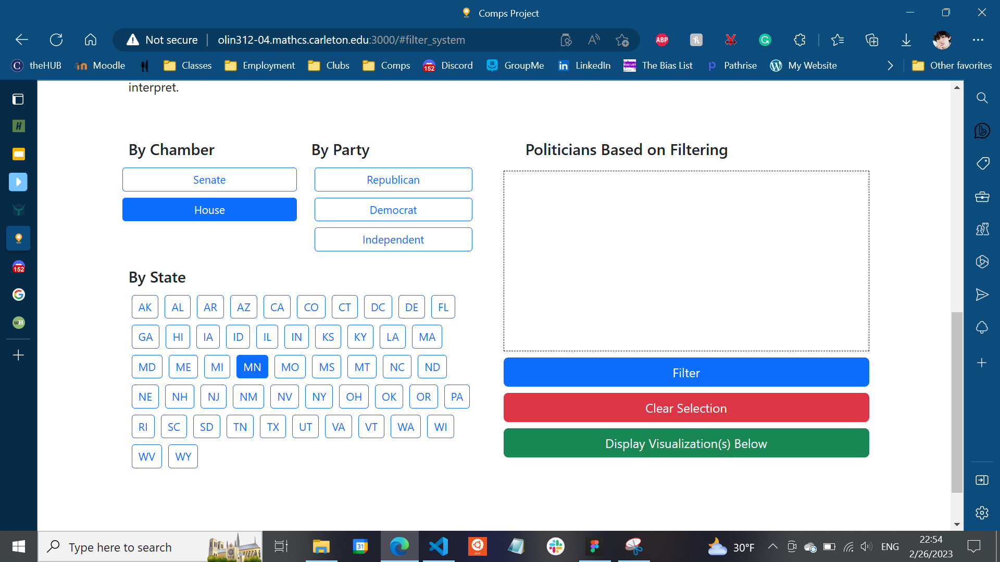 Comps Project
Not secure olin312-04.mathcs.carleton.edu:3000/#filter_system
ABP
theHUB Moodle Classes Employment Clubs Comps 152 Discord GroupMe LinkedIn The Bias List Pathrise My Website Other favorites
interpret.
By Chamber By Party Politicians Based on Filtering
Senate Republican
House Democrat
Independent
By State
AK AL AR AZ CA CO CT DC DE FL
GA HI IA ID IL IN KS KY LA MA
MD ME MI MN MO MS MT NC ND
NE NH NJ NM NV NY OH OK OR PA
RI SC SD TN TX UT VA VT WA WI
WV WY
Filter
Clear Selection
Display Visualization(s) Below
152
Type here to search
31
30°F
ENG
22:54
2/26/2023